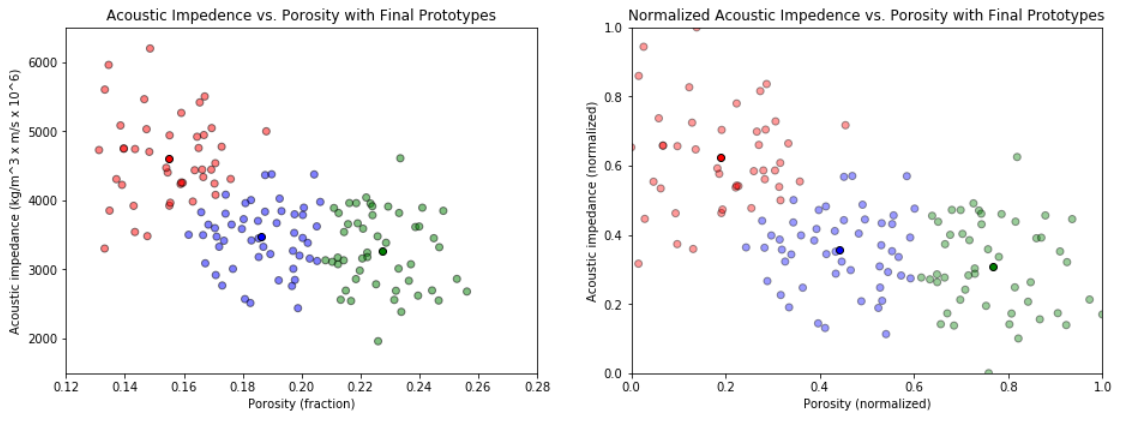 Acoustic Impedence vs. Porosity with Final Prototypes
Acoustic impedance (kg/m^3 x m/s x 10^6)
6000
5000
4000
3000
2000
0.12 0.14 0.16 0.18 0.20 0.22 0.24 0.26 0.28
Porosity (fraction)
Normalized Acoustic Impedence vs. Porosity with Final Prototypes
Acoustic impedance (normalized)
1.0
0.8
0.6
0.4
0.2
0.0
0.0 0.2 0.4 0.6 0.8 1.0
Porosity (normalized)